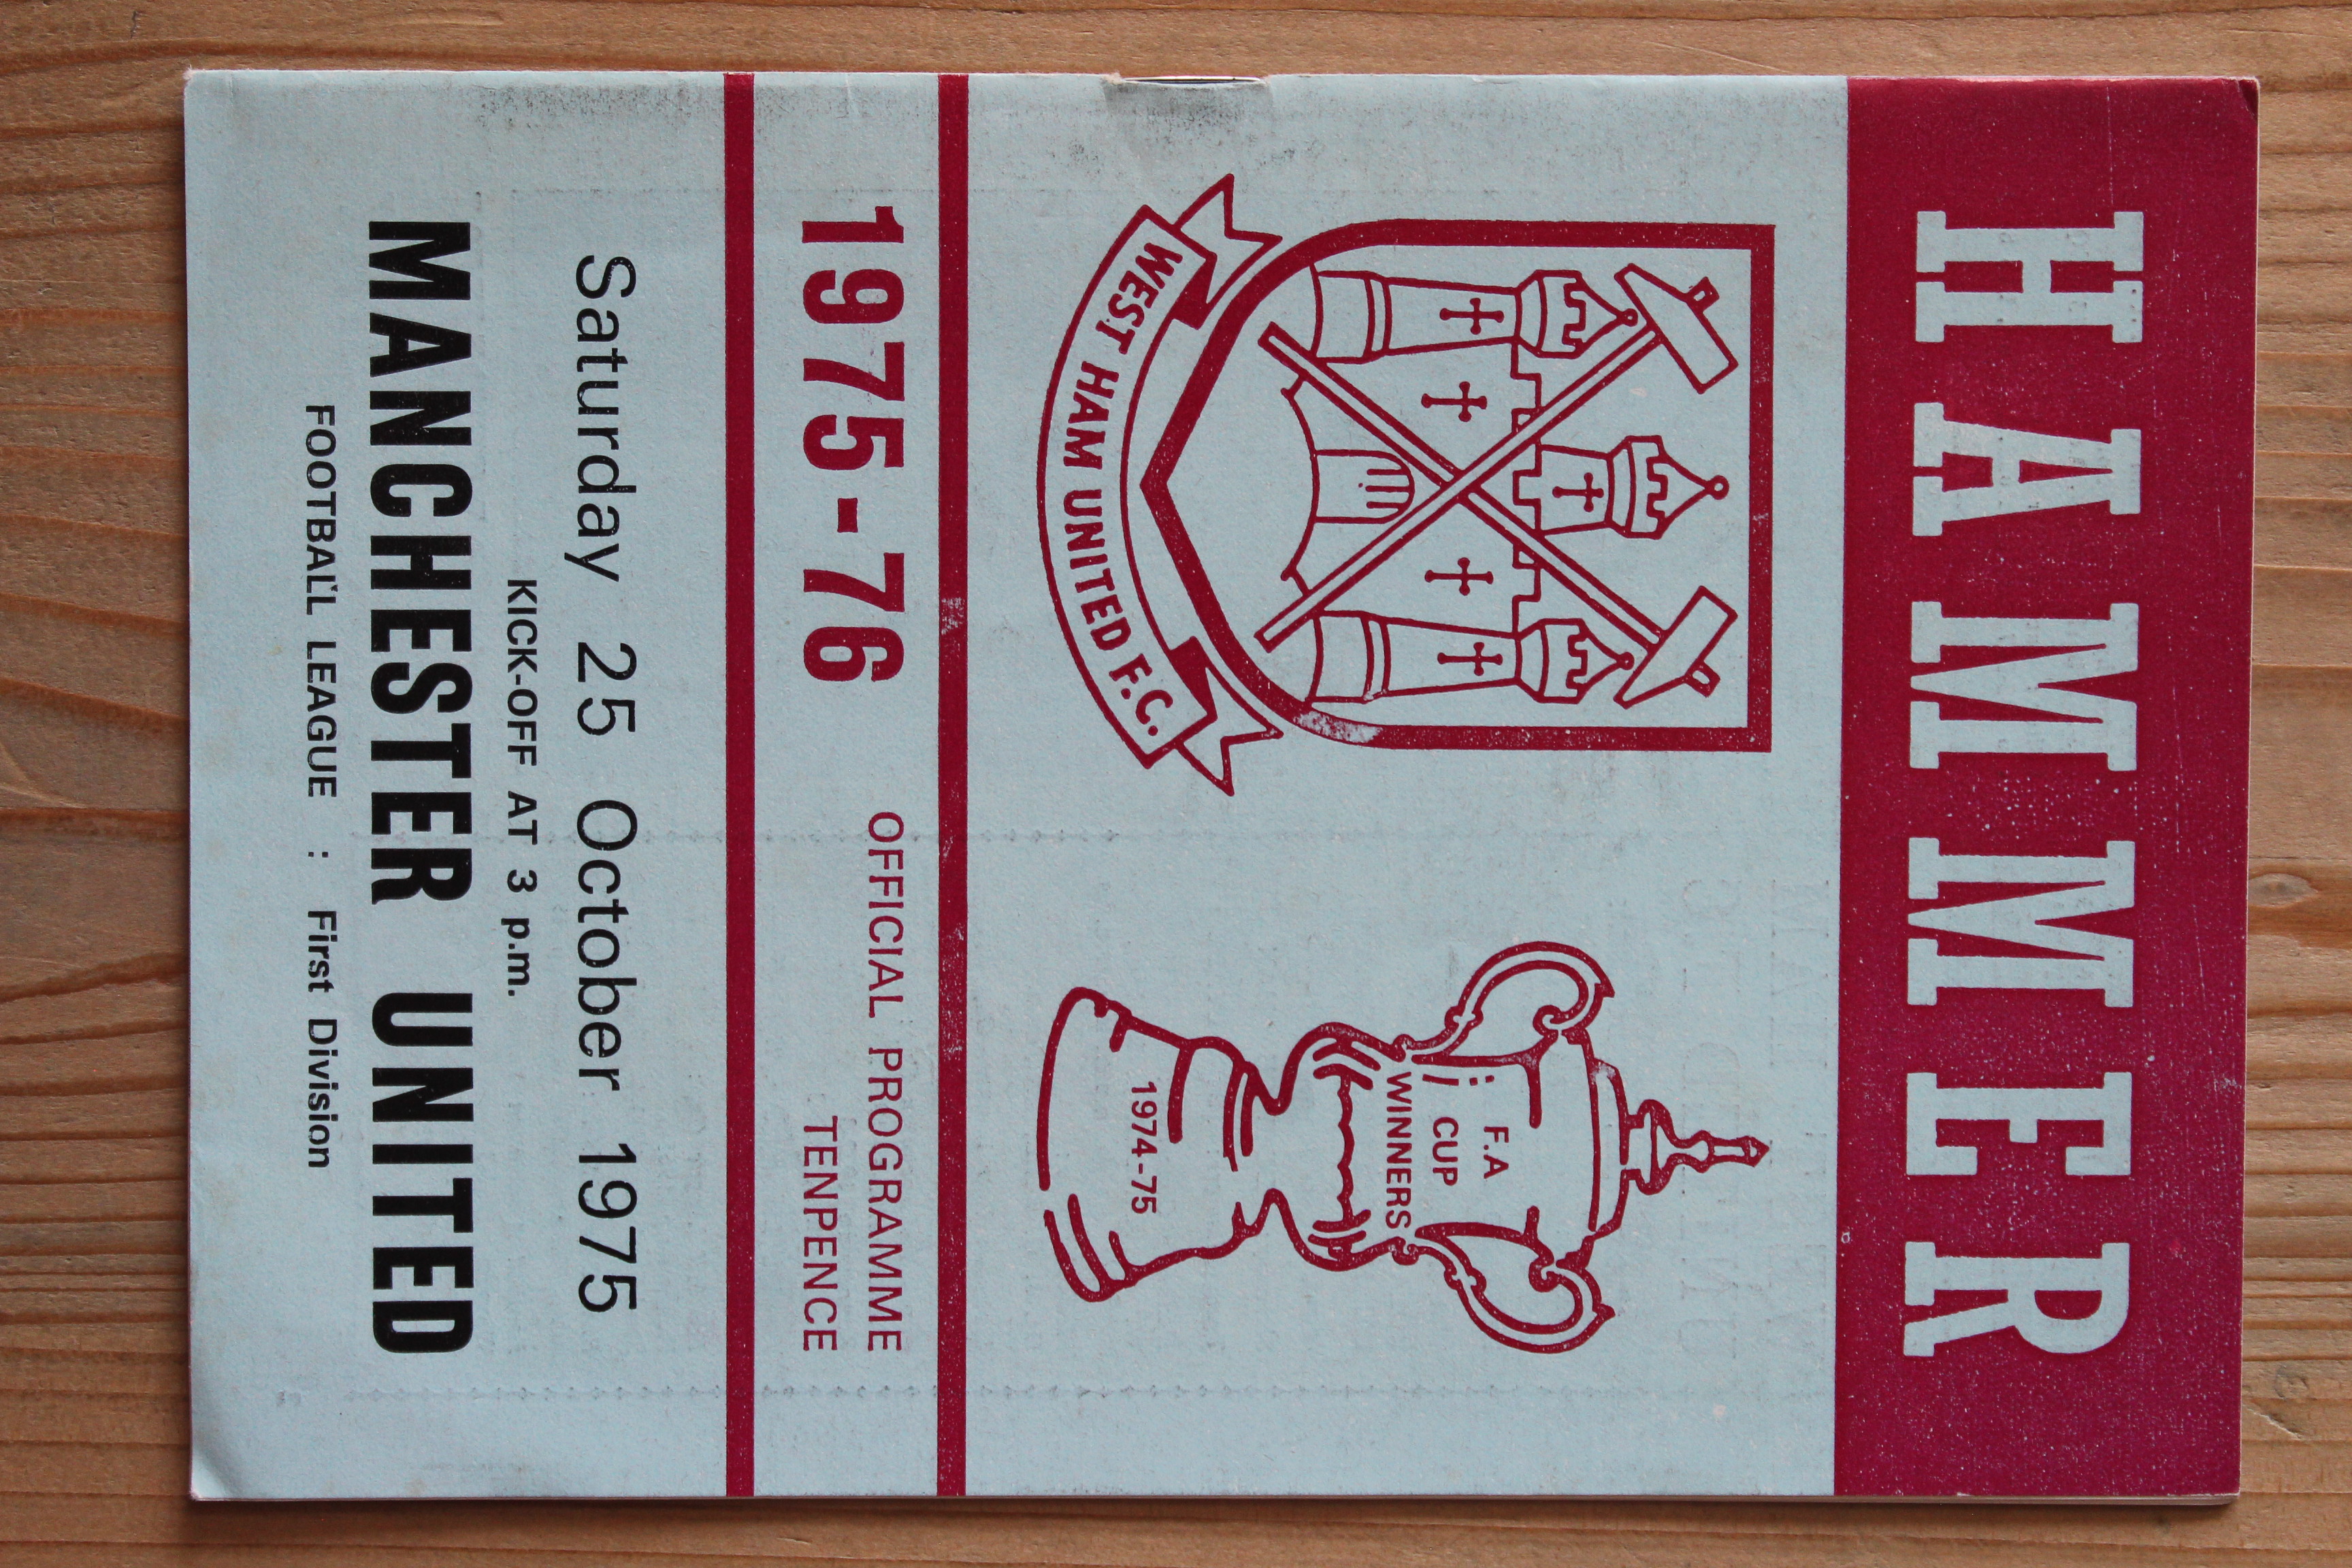 HAMMER
WEST HAM UNITED F.C.
F.A
CUP
WINNERS
1974-75
1975-76
OFFICIAL PROGRAMME
TENPENCE
Saturday 25 October 1975
KICK-OFF AT 3 p.m.
MANCHESTER UNITED
FOOTBALL LEAGUE : First Division